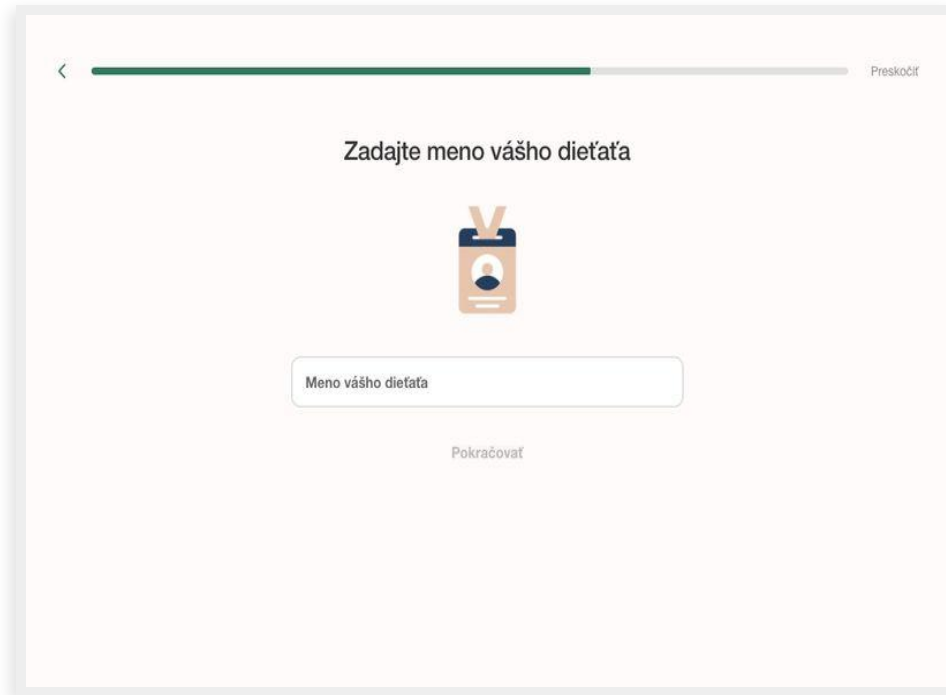 Preskočiť
Zadajte meno vášho dieťaťa
Meno vášho dieťaťa
Pokračovať